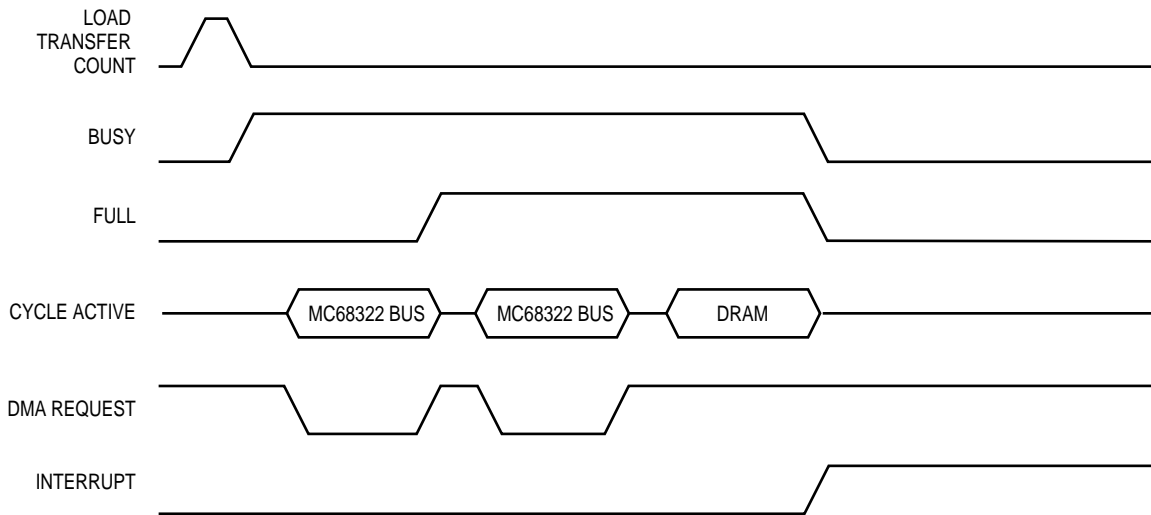 LOAD
TRANSFER
COUNT
BUSY
FULL
CYCLE ACTIVE
MC68322 BUS
MC68322 BUS
DRAM
DMA REQUEST
INTERRUPT